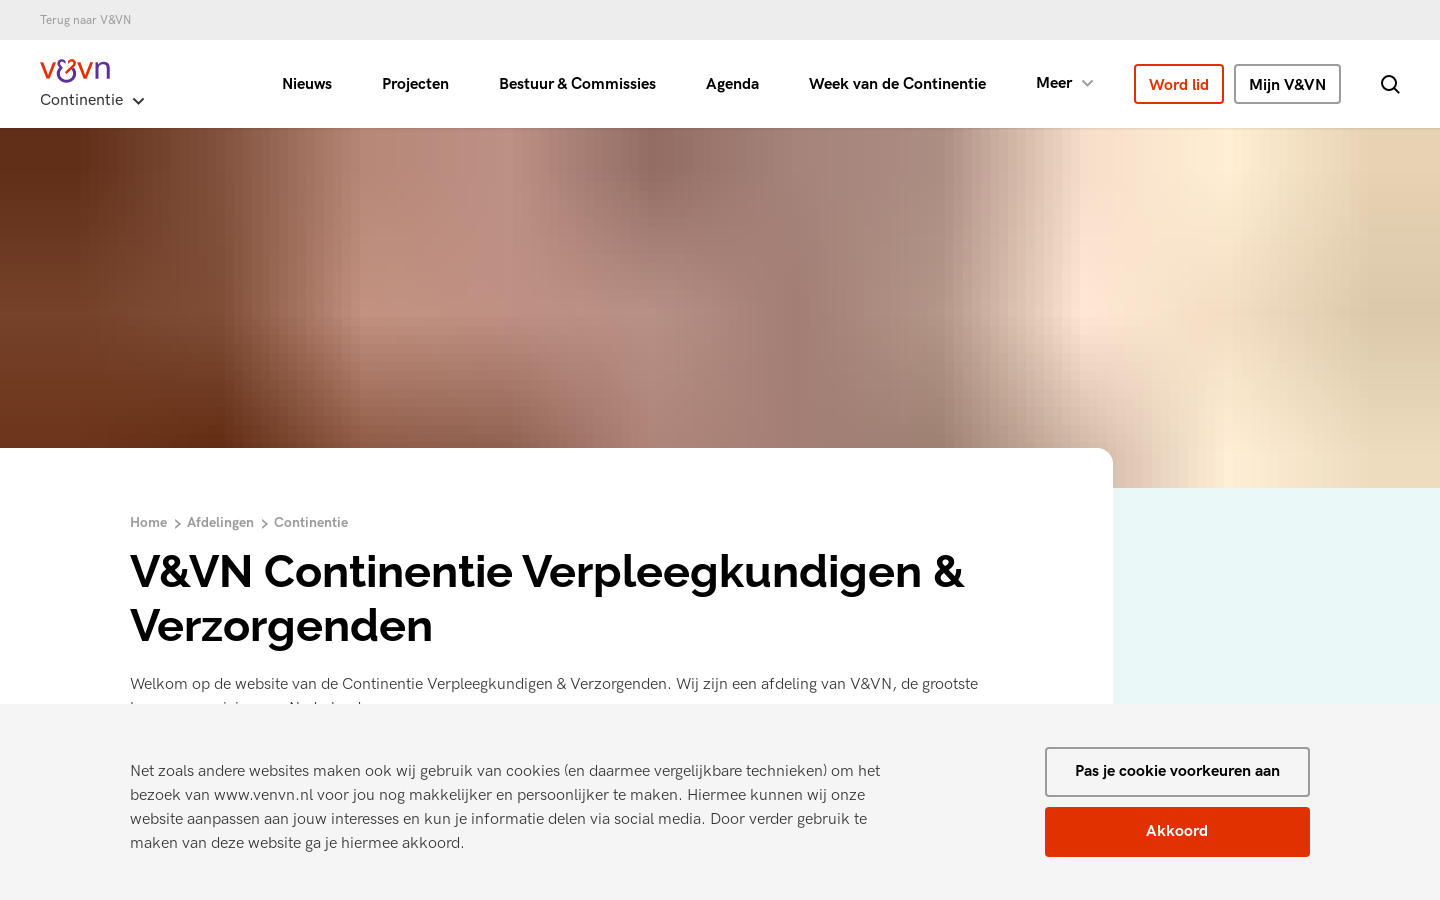 Terug naar V&VN
v&vn
Continentie
Nieuws
Projecten
Bestuur & Commissies
Agenda
Week van de Continentie
Meer
Word lid
Mijn V&VN
Home
Afdelingen
Continentie
V&VN Continentie Verpleegkundigen &
Verzorgenden
Welkom op de website van de Continentie Verpleegkundigen & Verzorgenden. Wij zijn een afdeling van V&VN, de grootste
Net zoals andere websites maken ook wij gebruik van cookies (en daarmee vergelijkbare technieken) om het
bezoek van www.venvn.nl voor jou nog makkelijker en persoonlijker te maken. Hiermee kunnen wij onze
website aanpassen aan jouw interesses en kun je informatie delen via social media. Door verder gebruik te
maken van deze website ga je hiermee akkoord.
Pas je cookie voorkeuren aan
Akkoord